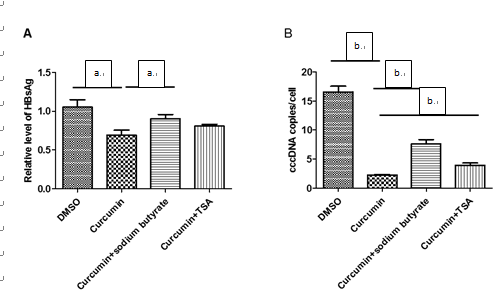 A
a.
a.
Relative level of HBsAg
1.5
1.0
0.5
0.0
DMSO
Curcumin
Curcumin+sodium butyrate
Curcumin+TSA
B
b.
b.
b.
cccDNA copies/cell
20
15
10
5
0
DMSO
Curcumin
Curcumin+sodium butyrate
Curcumin+TSA